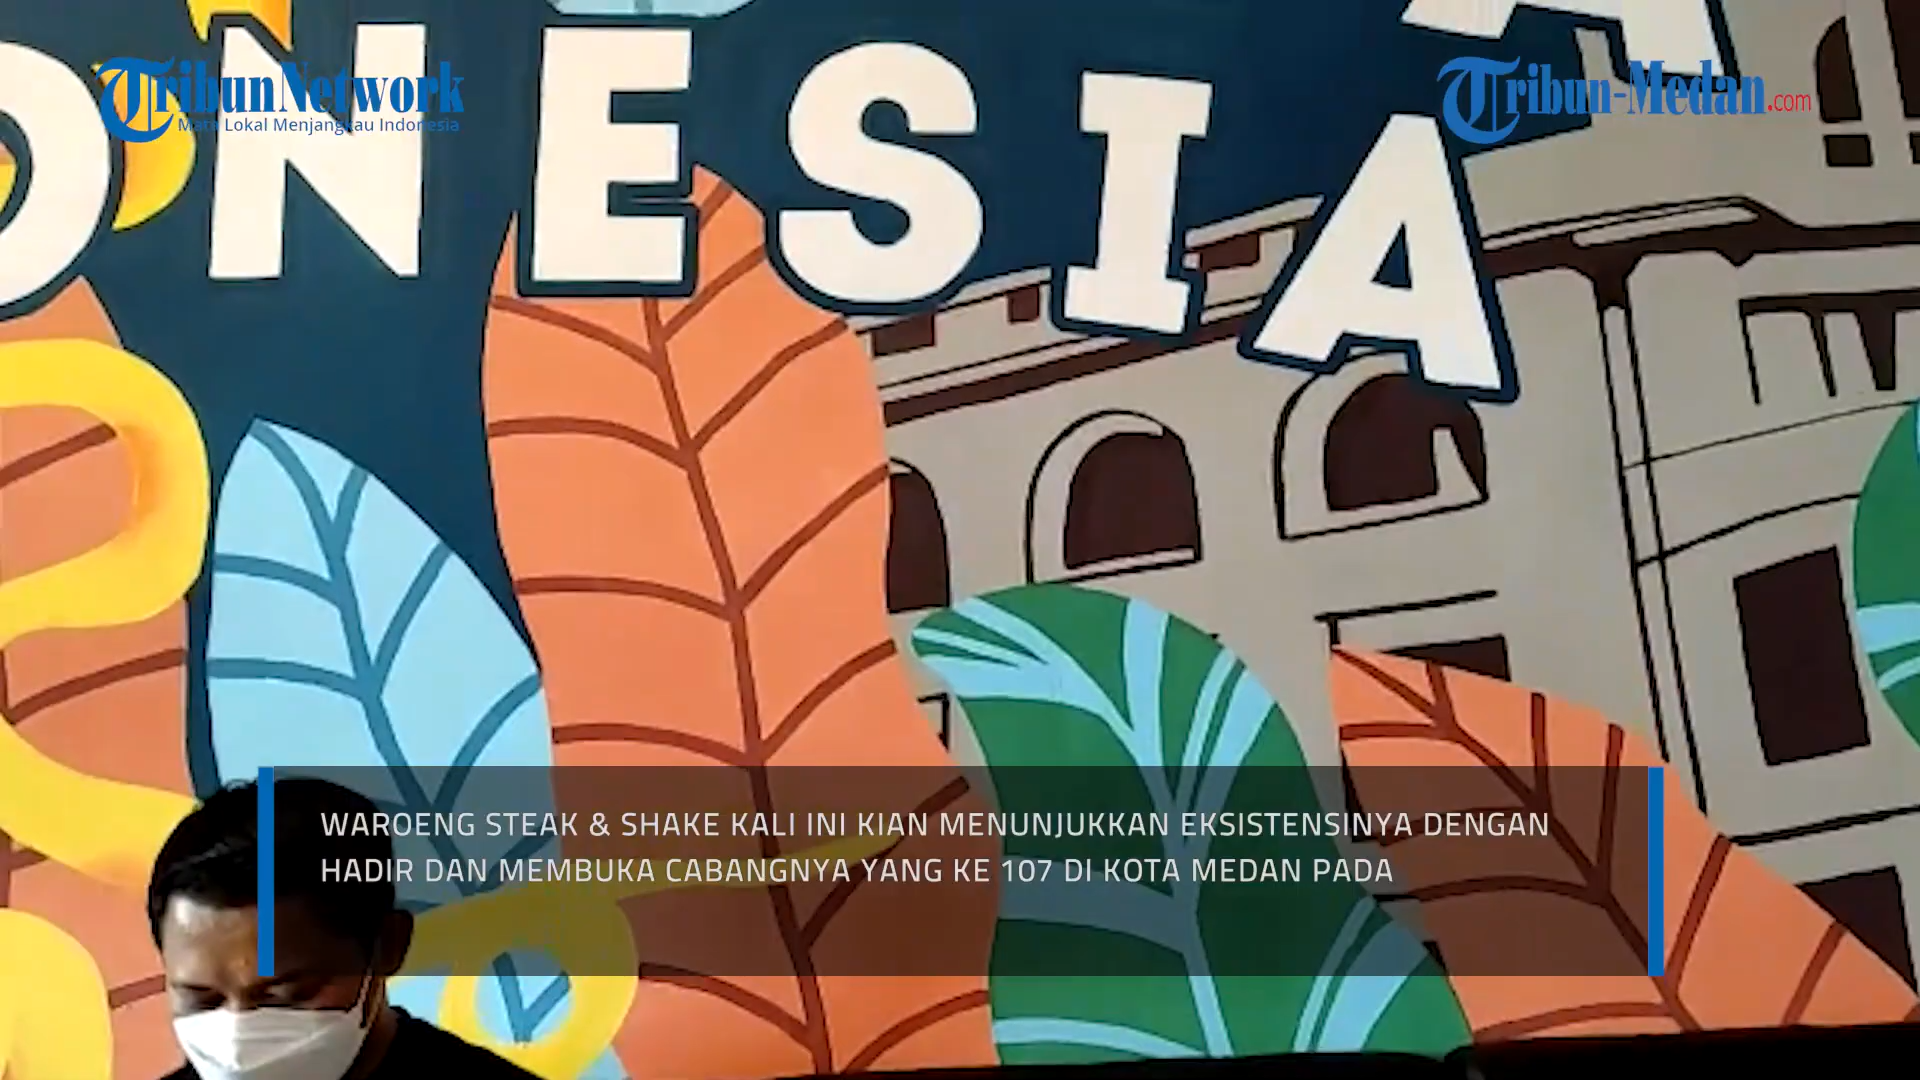 TribunNetwork
Mata Lokal Menjangkau Indonesia
Tribun-Medan.com
ONESIA
WAROENG STEAK & SHAKE KALI INI KIAN MENUNJUKKAN EKSISTENSINYA DENGAN
HADIR DAN MEMBUKA CABANGNYA YANG KE 107 DI KOTA MEDAN PADA